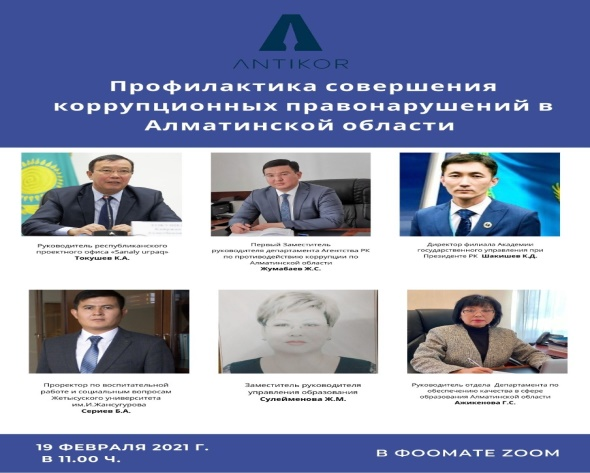 ANTIKOR
Профилактика совершения
коррупционных правонарушений в
Алматинской области
Руководитель республиканского
проектного офиса «Sanaly urpaq»
Токушев К.А.
Первый Заместитель
руководителя департамента Агентства РК
по противодействию коррупции по
Алматинской области
Жумабаев Ж.С.
Директор филиала Академии
государственного управления при
Президенте РК Шакишев К.Д.
Проректор по воспитательной
работе и социальным вопросам
Жетысуского университета
им.И.Жансугурова
Сериев Б.А.
Заместитель руководителя
управления образования
Сулейменова Ж.М.
Руководитель отдела Департамента по
обеспечению качества в сфере
образования Алматинской области
Ажикенова Г.С.
19 ФЕВРАЛЯ 2021 Г.
В 11.00 Ч.
В ФООМАТЕ ZOOM